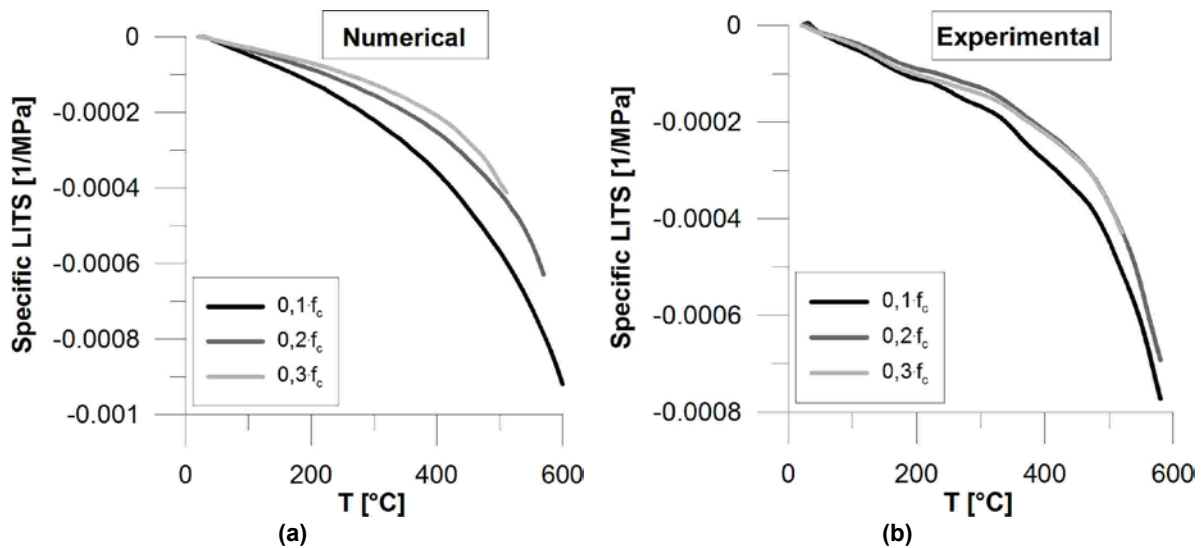 Numerical
Specific LITS [1/MPa]
0
-0.0002
-0.0004
-0.0006
-0.0008
-0.001
0,1·fc
0,2·fc
0,3·fc
0 200 400 600
T [°C]
(a)
Experimental
Specific LITS [1/MPa]
0
-0.0002
-0.0004
-0.0006
-0.0008
0,1·fc
0,2·fc
0,3·fc
0 200 400 600
T [°C]
(b)